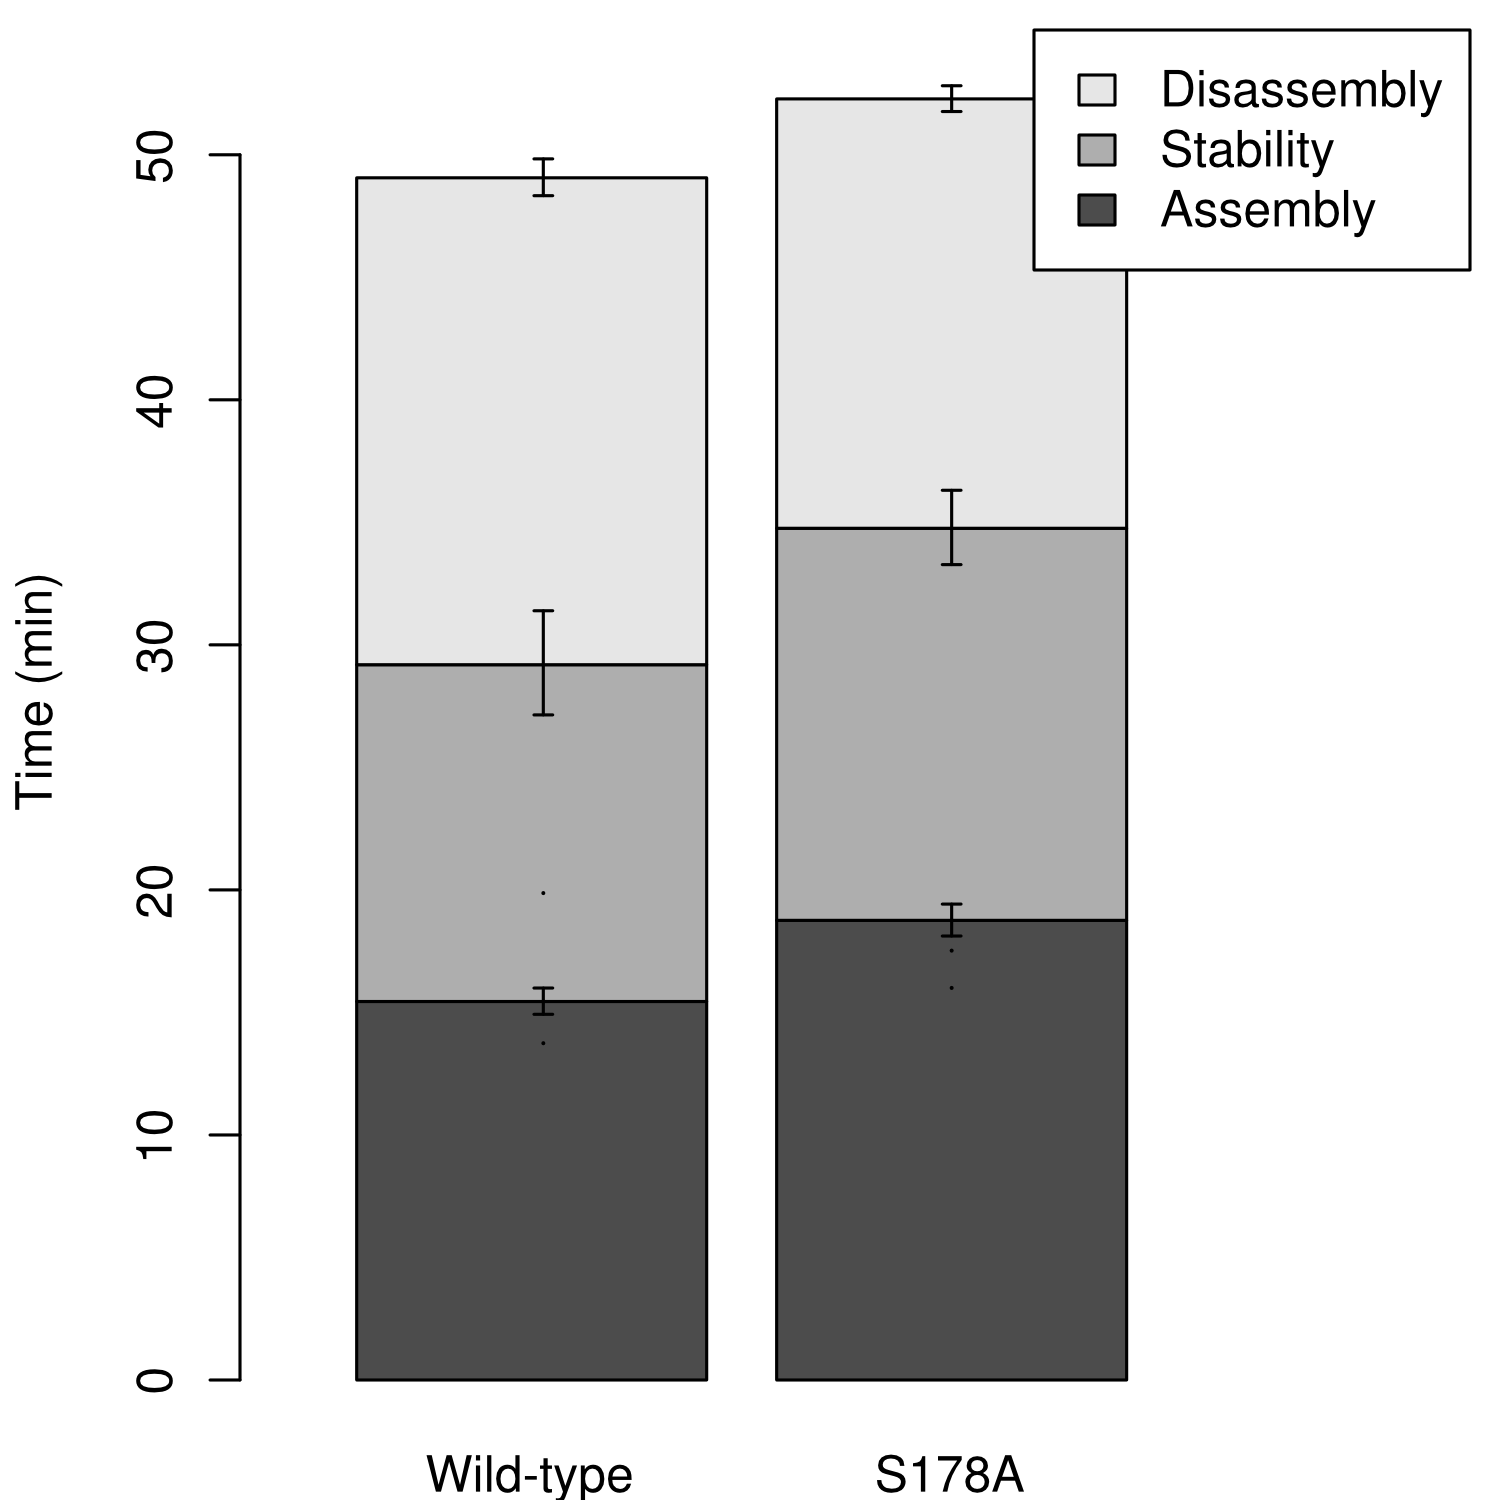 Disassembly
Stability
Assembly
Time (min)
50
40
30
20
10
0
Wild-type
S178A